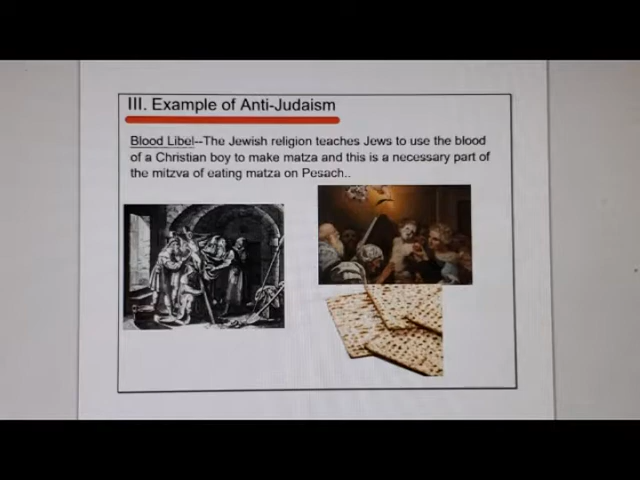 III. Example of Anti-Judaism
Blood Libel--The Jewish religion teaches Jews to use the blood
of a Christian boy to make matza and this is a necessary part of
the mitzva of eating matza on Pesach..